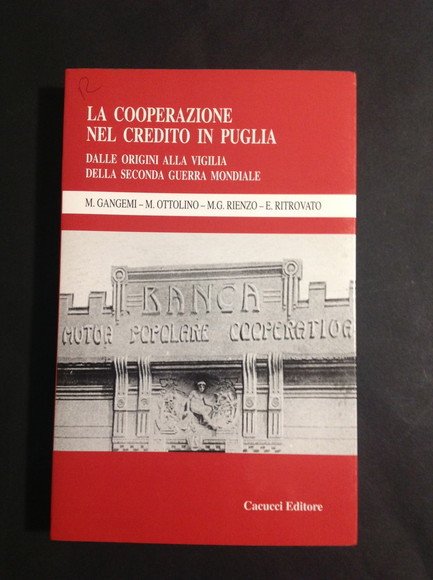 LA COOPERAZIONE
NEL CREDITO IN PUGLIA
DALLE ORIGINI ALLA VIGILIA
DELLA SECONDA GUERRA MONDIALE
M. GANGEMI – M. OTTOLINO – M.G. RIENZO – E. RITROVATO
BANCA
MUTUA POPOLARE COOPERATIVA
Cacucci Editore